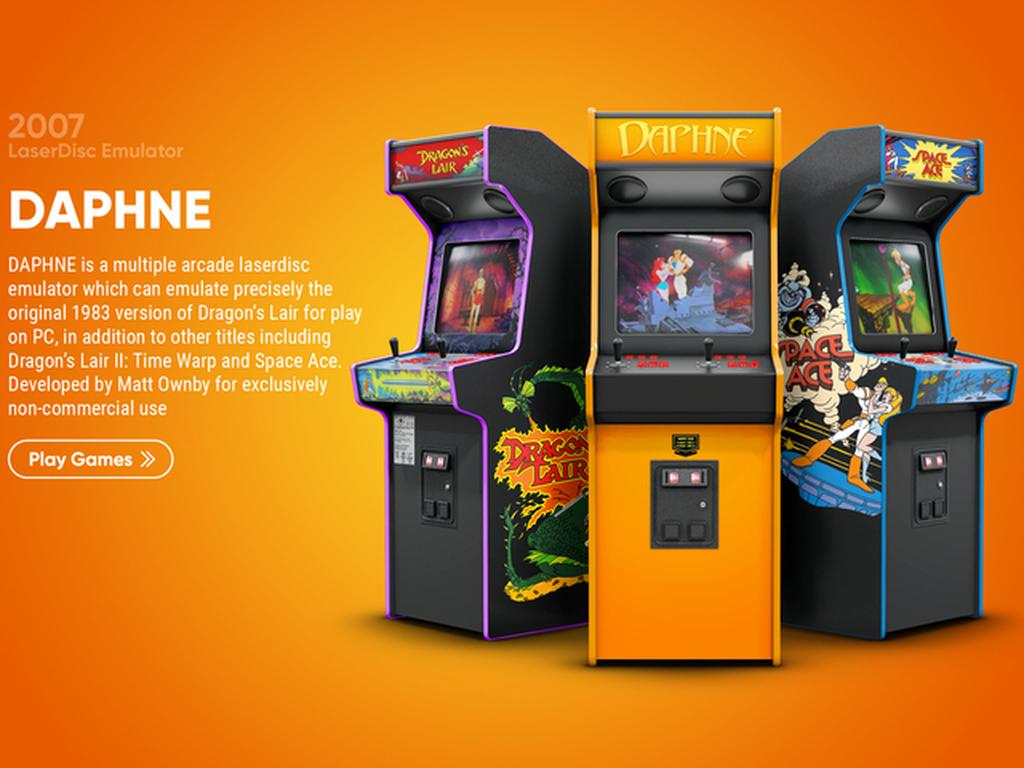 2007
LaserDisc Emulator
DAPHNE
DAPHNE is a multiple arcade laserdisc
emulator which can emulate precisely the
original 1983 version of Dragon's Lair for play
on PC, in addition to other titles including
Dragon's Lair II: Time Warp and Space Ace.
Developed by Matt Ownby for exclusively
non-commercial use
Play Games
DRAGON'S
LAIR
DAPHNE
SPACE
ACE
DRAGON'S
LAIR
SPACE
ACE